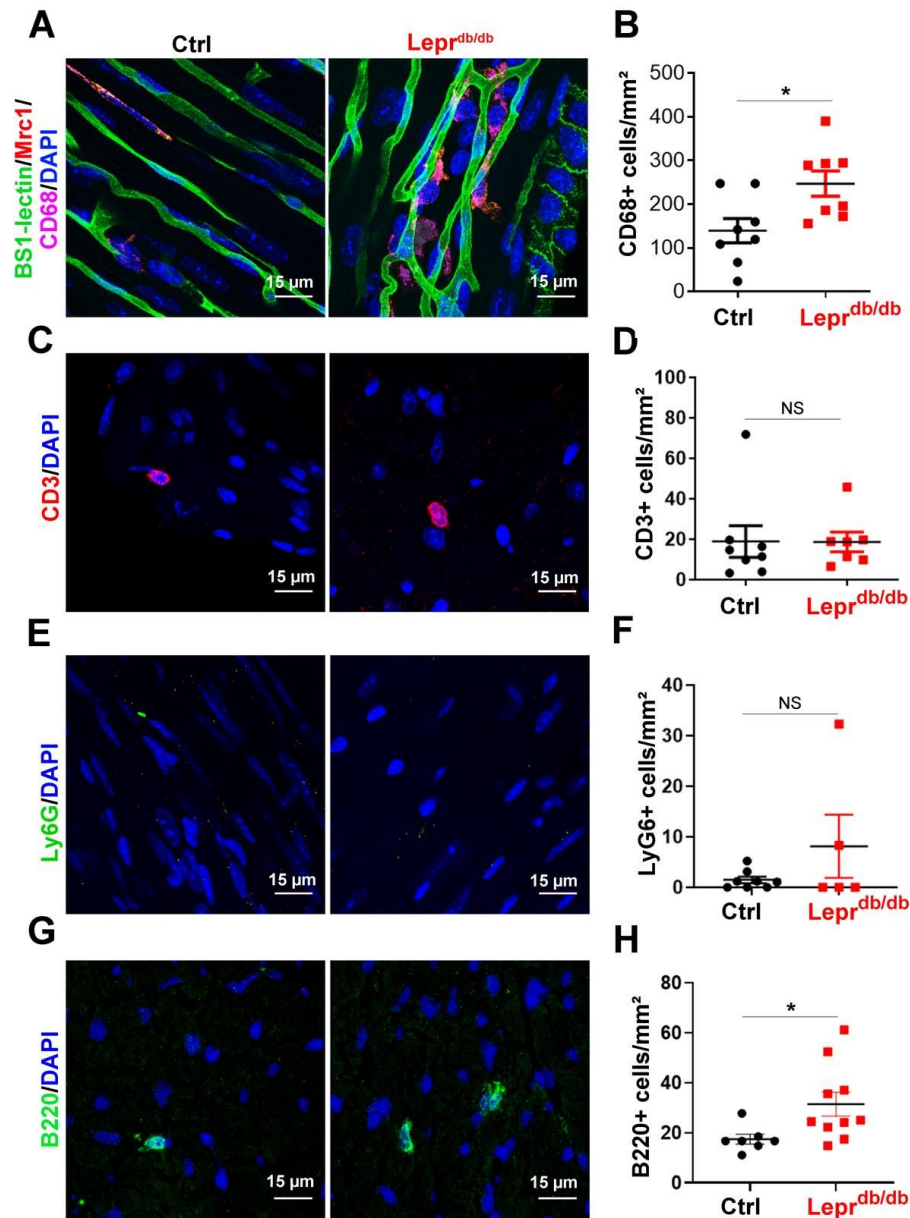 A
Ctrl
Lepr^db/db
BS1-lectin/Mrc1/
CD68/DAPI
15 µm
15 µm
B
CD68+ cells/mm²
500
400
300
200
100
0
*
Ctrl
Lepr^db/db
C
CD3/DAPI
15 µm
15 µm
D
CD3+ cells/mm²
100
80
60
40
20
0
NS
Ctrl
Lepr^db/db
E
Ly6G/DAPI
15 µm
15 µm
F
LyG6+ cells/mm²
40
30
20
10
0
NS
Ctrl
Lepr^db/db
G
B220/DAPI
15 µm
15 µm
H
B220+ cells/mm²
80
60
40
20
0
*
Ctrl
Lepr^db/db